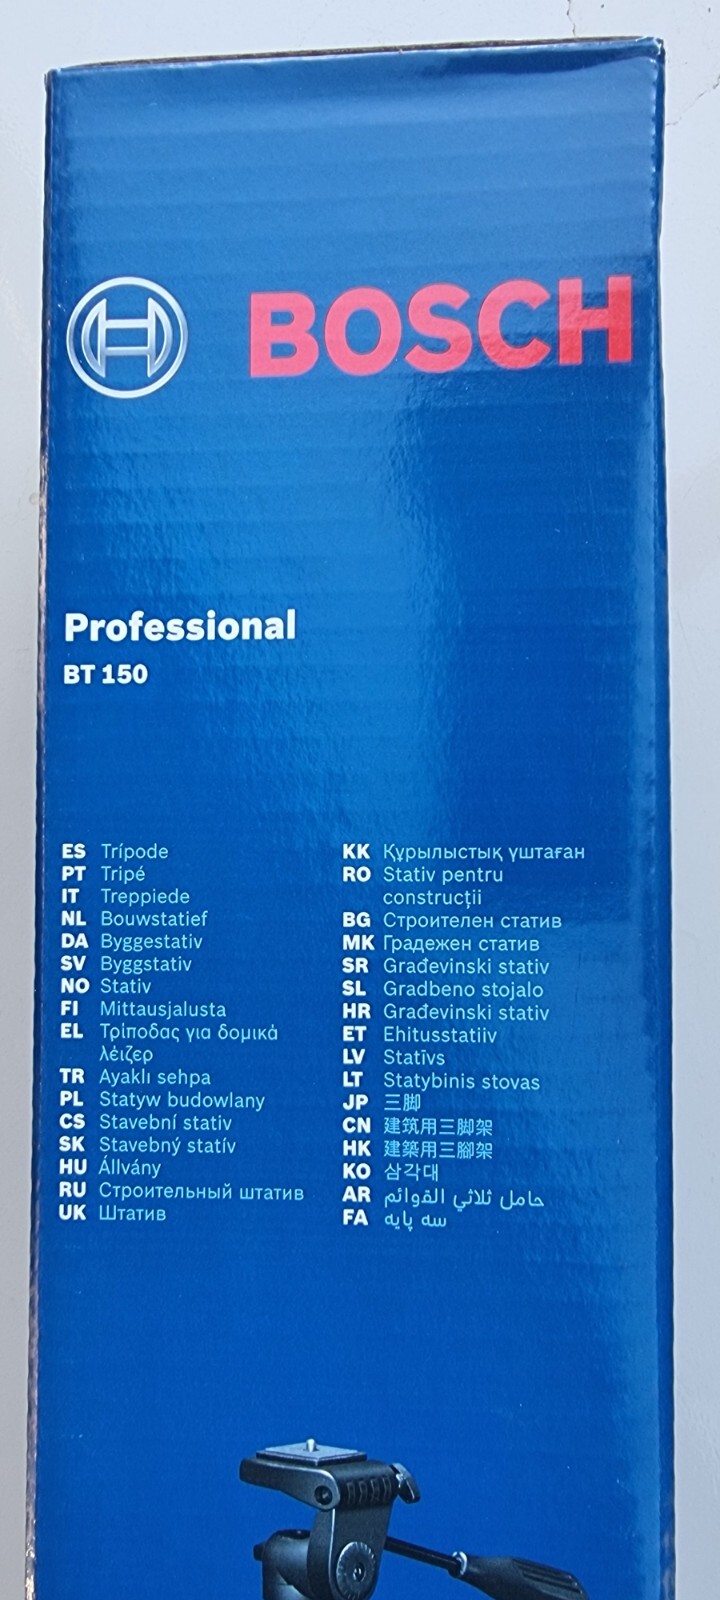 BOSCH
Professional
BT 150
ES Trípode
PT Tripé
IT Treppiede
NL Bouwstatief
DA Byggestativ
SV Byggstativ
NO Stativ
FI Mittausjalusta
EL Τρίποδας για δομικά
λέιζερ
TR Ayaklı sehpa
PL Statyw budowlany
CS Stavební stativ
SK Stavebný statív
HU Állvány
RU Строительный штатив
UK Штатив
KK Құрылыстық үштаған
RO Stativ pentru
construcţii
BG Строителен статив
MK Градежен статив
SR Građevinski stativ
SL Gradbeno stojalo
HR Građevinski stativ
ET Ehitusstatiiv
LV Statīvs
LT Statybinis stovas
JP 三脚
CN 建筑用三脚架
HK 建築用三腳架
KO 삼각대
AR حامل ثلاثي القوائم
FA سه پایه